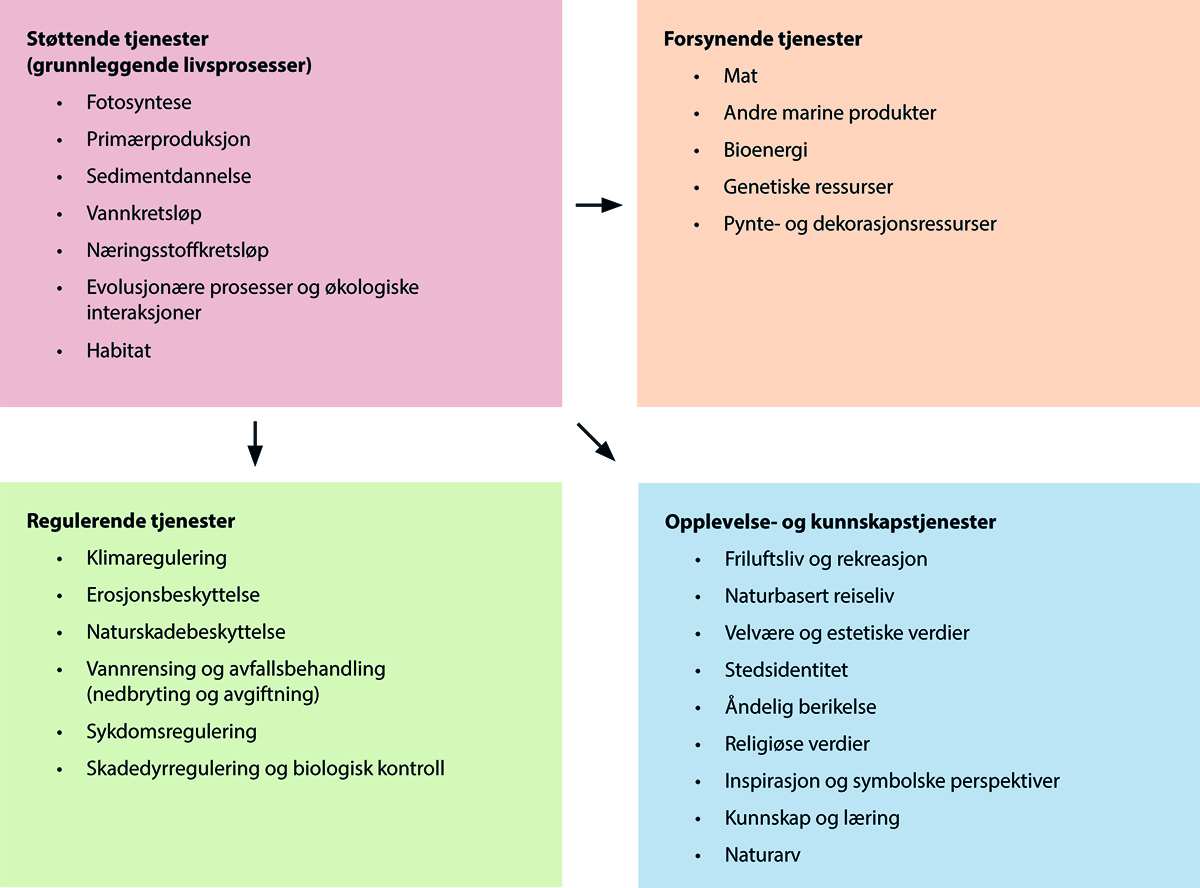 Støttende tjenester
(grunnleggende livsprosesser)
• Fotosyntese
• Primærproduksjon
• Sedimentdannelse
• Vannkretsløp
• Næringsstoffkretsløp
• Evolusjonære prosesser og økologiske
interaksjoner
• Habitat
Forsynende tjenester
• Mat
• Andre marine produkter
• Bioenergi
• Genetiske ressurser
• Pynte- og dekorasjonsressurser
Regulerende tjenester
• Klimaregulering
• Erosjonsbeskyttelse
• Naturskadebeskyttelse
• Vannrensing og avfallsbehandling
(nedbryting og avgiftning)
• Sykdomsregulering
• Skadedyrregulering og biologisk kontroll
Opplevelse- og kunnskapstjenester
• Friluftsliv og rekreasjon
• Naturbasert reiseliv
• Velvære og estetiske verdier
• Stedsidentitet
• Åndelig berikelse
• Religiøse verdier
• Inspirasjon og symbolske perspektiver
• Kunnskap og læring
• Naturarv